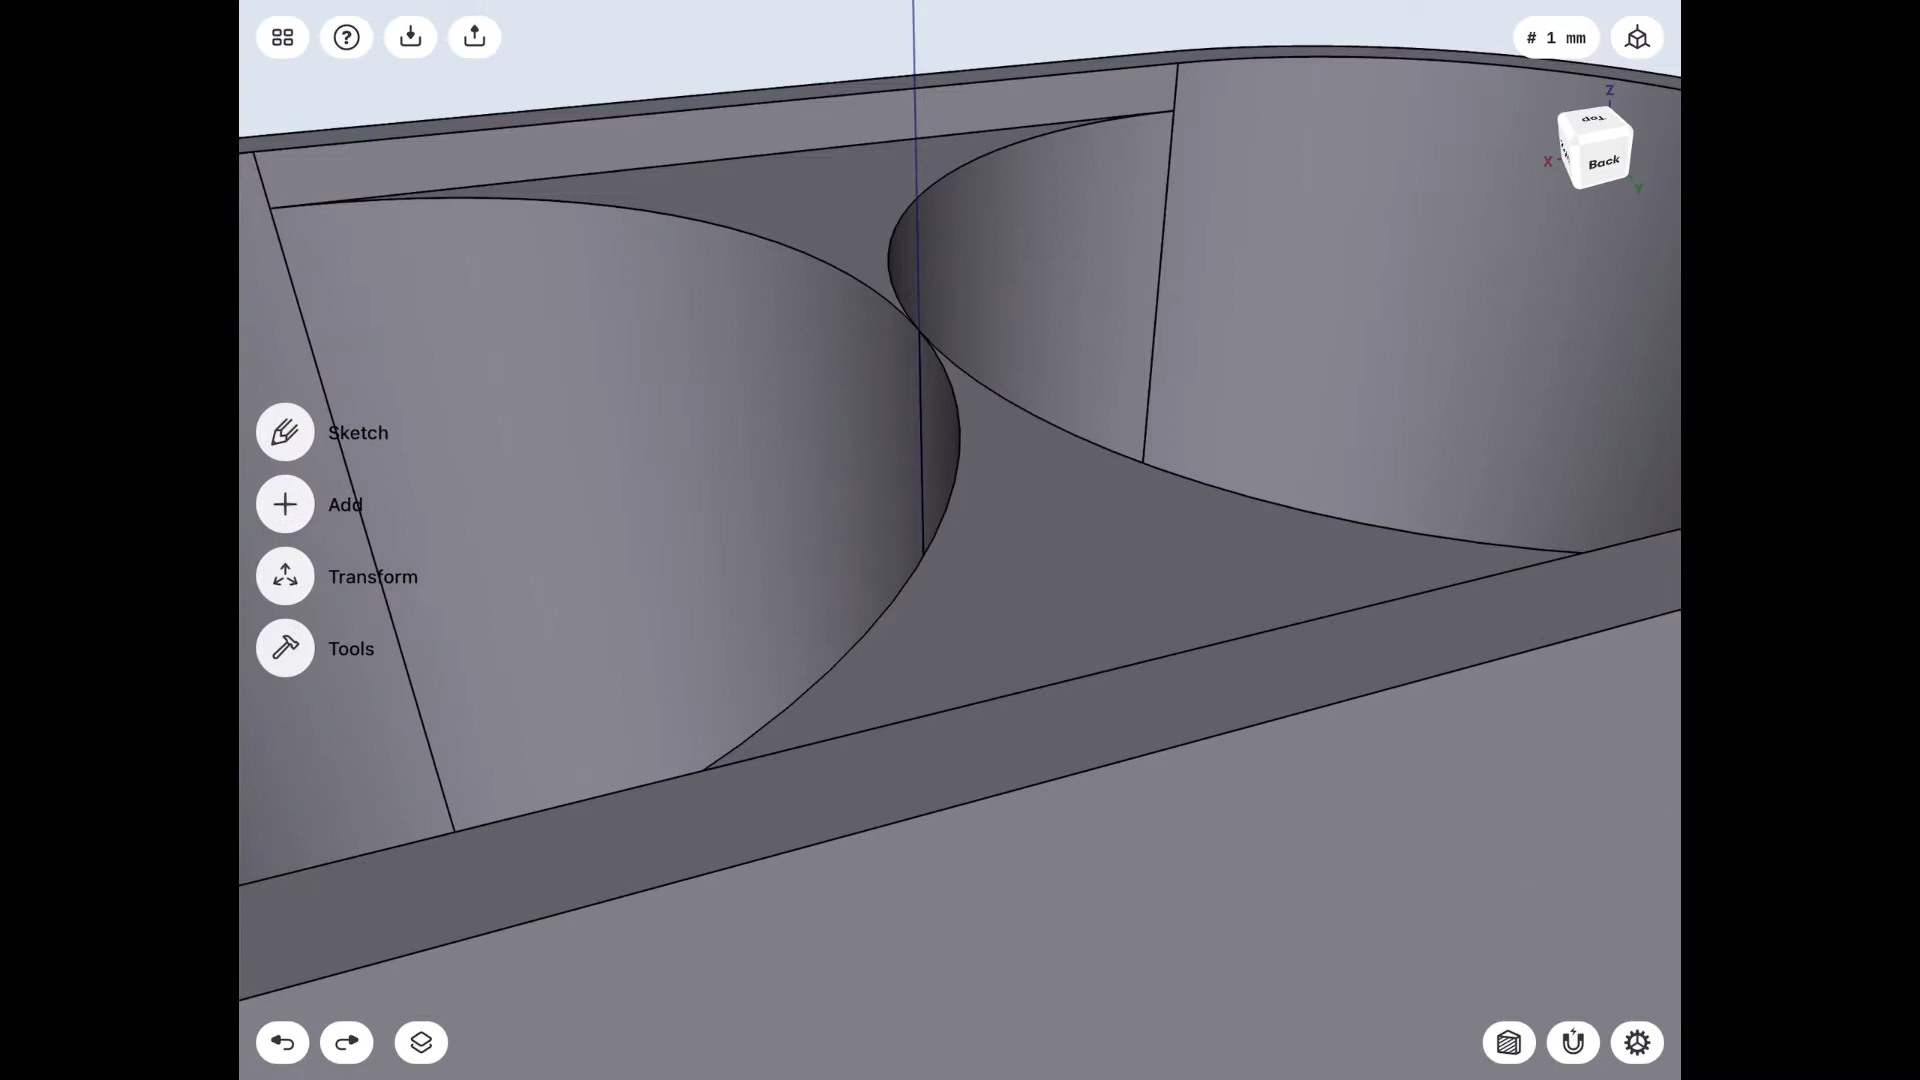 # 1 mm
Z
Top
X
Back
Y
Sketch
Add
Transform
Tools